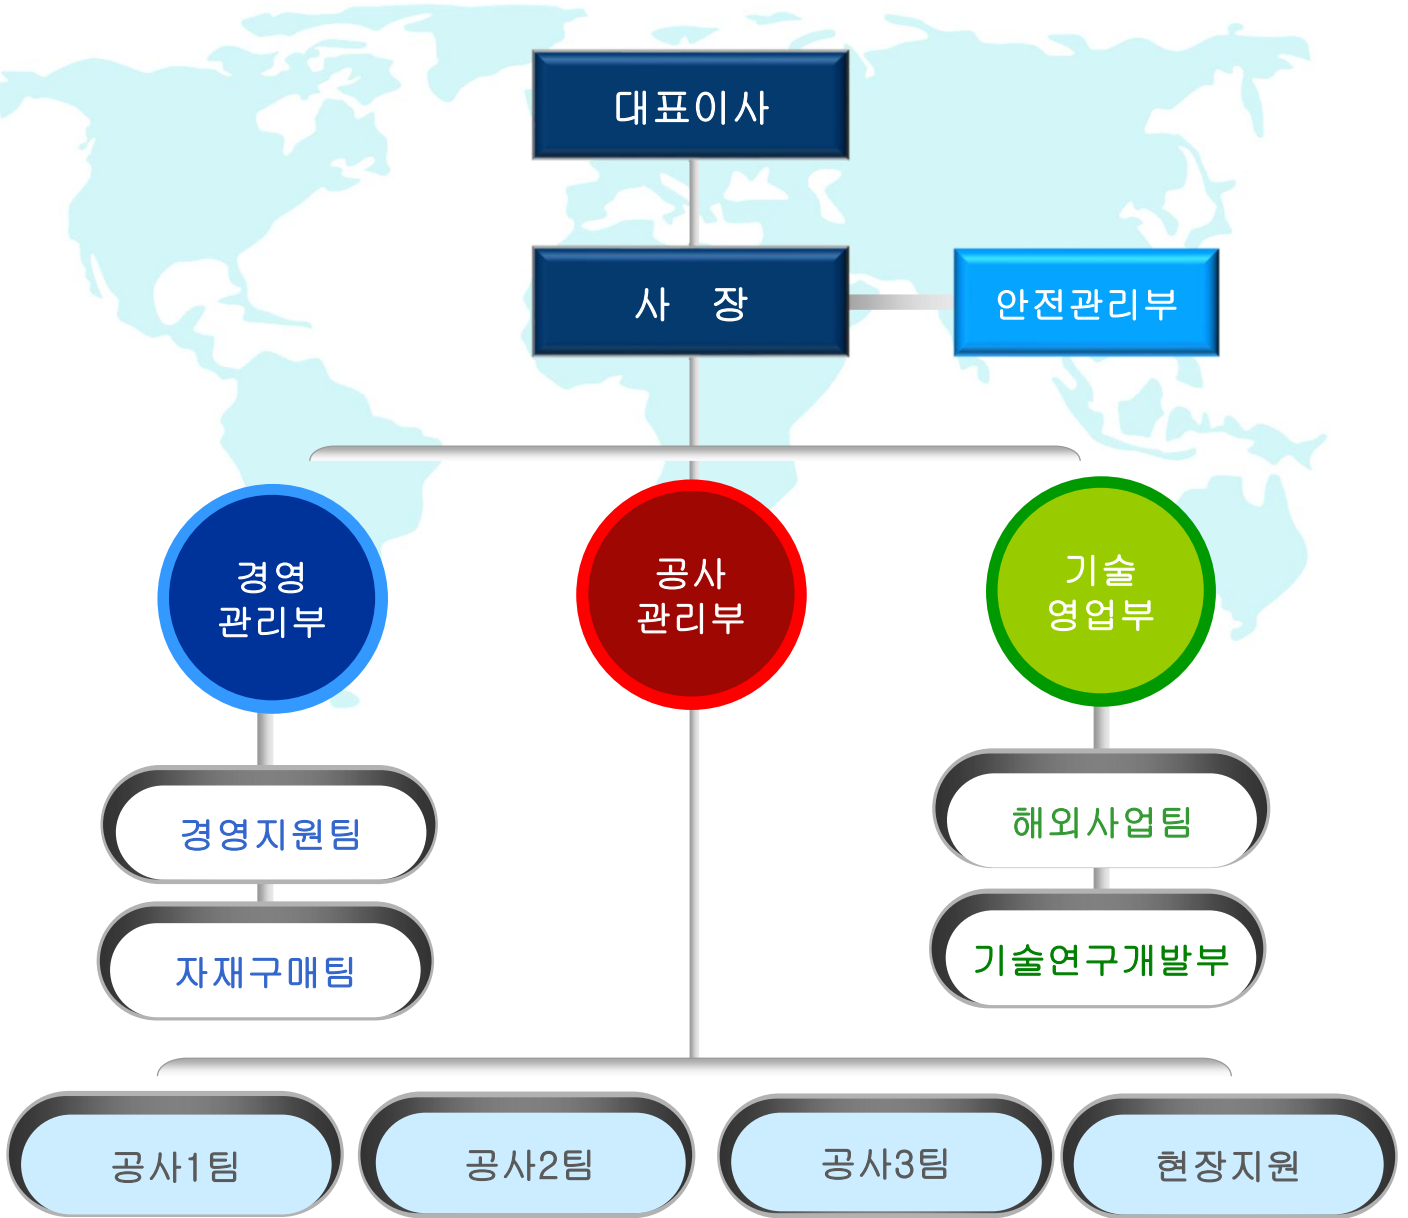 대표이사
사 장
안전관리부
경영
관리부
공사
관리부
기술
영업부
경영지원팀
해외사업팀
자재구매팀
기술연구개발부
공사1팀
공사2팀
공사3팀
현장지원